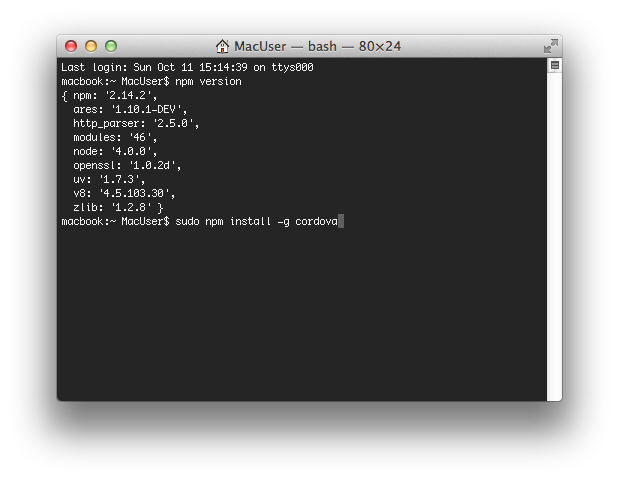 MacUser — bash — 80×24
Last login: Sun Oct 11 15:14:39 on ttys000
macbook:~ MacUser$ npm version
{ npm: '2.14.2',
  ares: '1.10.1-DEV',
  http_parser: '2.5.0',
  modules: '46',
  node: '4.0.0',
  openssl: '1.0.2d',
  uv: '1.7.3',
  v8: '4.5.103.30',
  zlib: '1.2.8' }
macbook:~ MacUser$ sudo npm install -g cordova